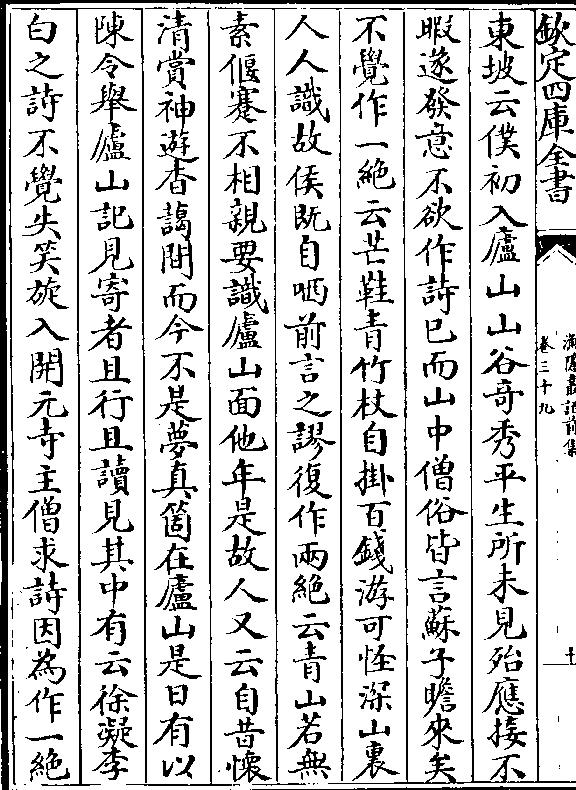 欽定四庫全書
漁隱叢話前集
卷三十九
十
東坡云僕初入廬山山谷奇秀平生所未見殆應接不
暇遂發意不欲作詩已而山中僧俗皆言蘇子瞻來矣
不覺作一絶云芒鞋青竹杖自掛百錢游可怪深山裏
人人識故侯既自哂前言之謬復作兩絶云青山若無
素偃蹇不相親要識廬山面他年是故人又云自昔懷
清賞神遊杳藹間而今不是夢真箇在廬山是日有以
陳令舉廬山記見寄者且行且讀見其中有云徐凝李
白之詩不覺失笑旋入開元寺主僧求詩因為作一絶